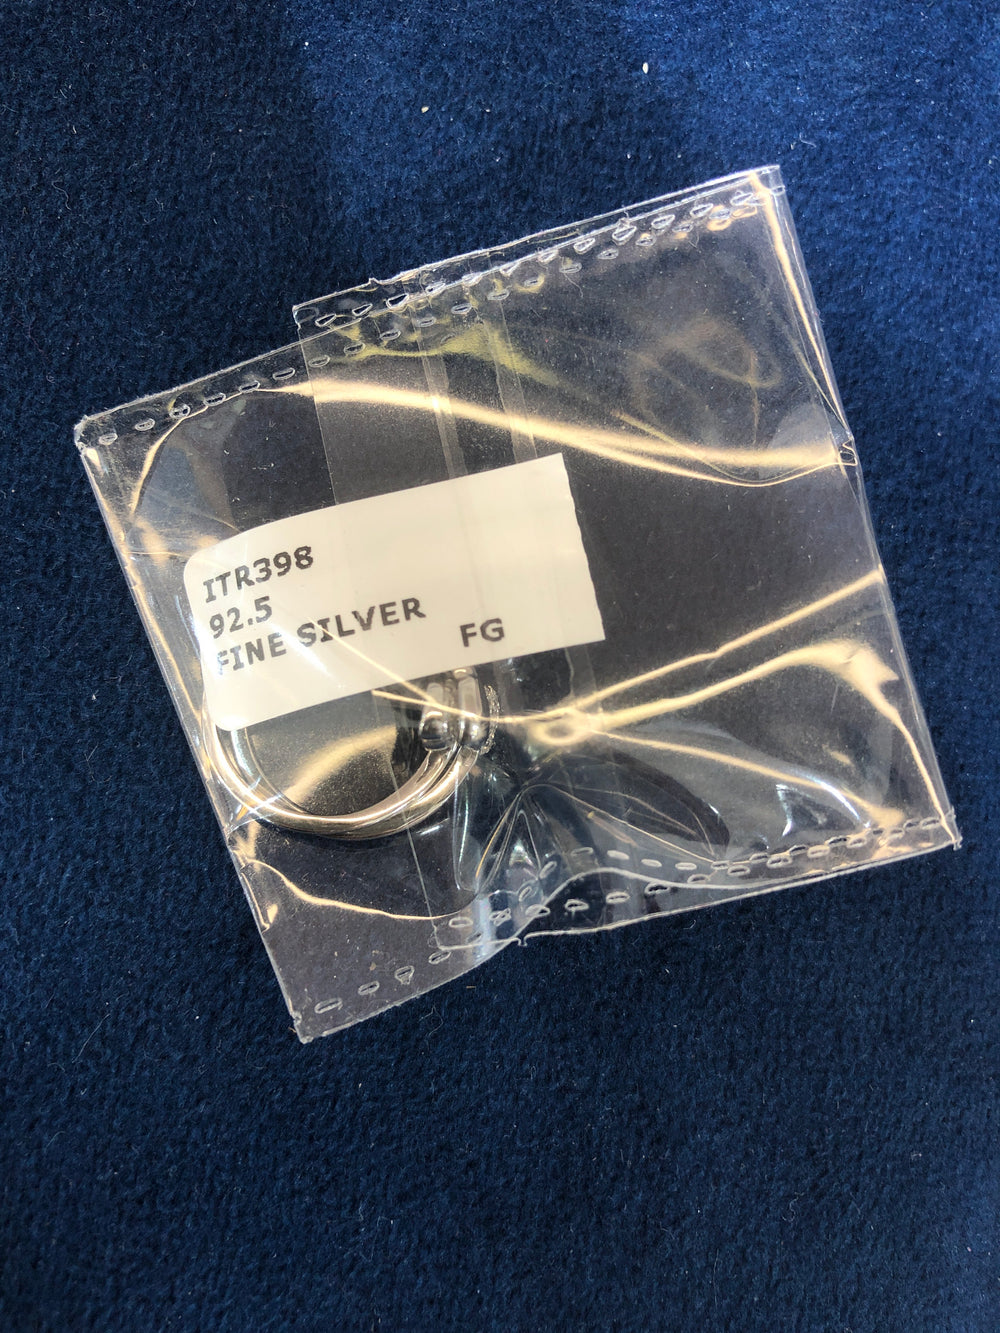 ITR398
92.5
FINE SILVER
FG